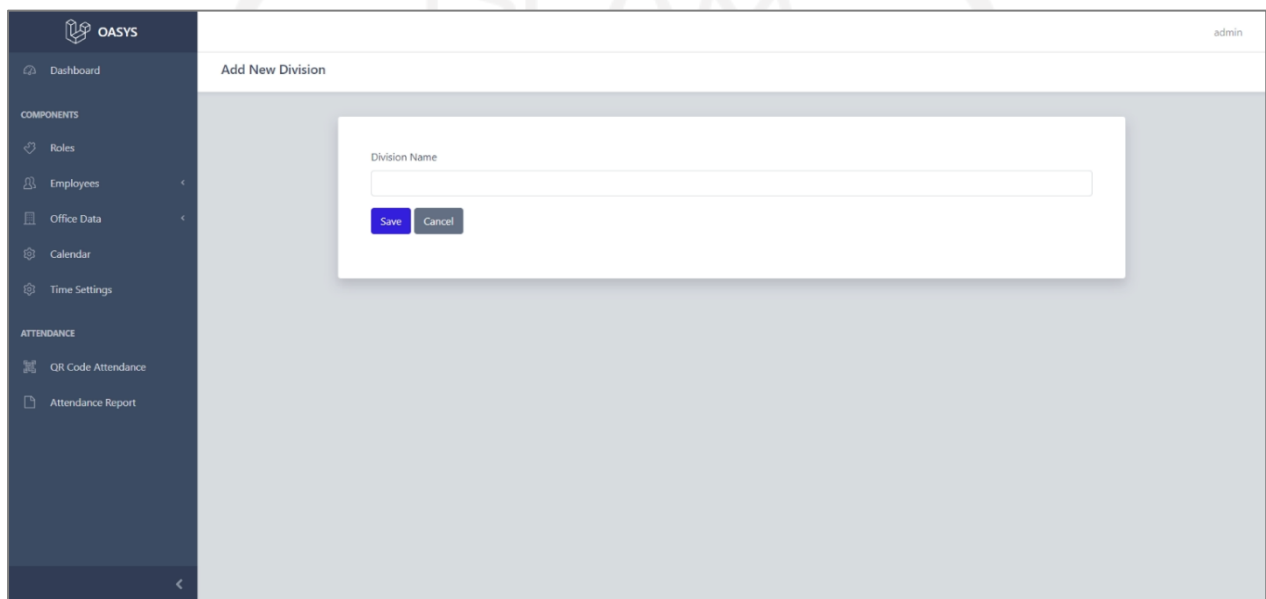 ISLAM
OASYS
admin
Dashboard
Add New Division
COMPONENTS
Roles
Employees
Office Data
Calendar
Time Settings
ATTENDANCE
QR Code Attendance
Attendance Report
Division Name
Save Cancel